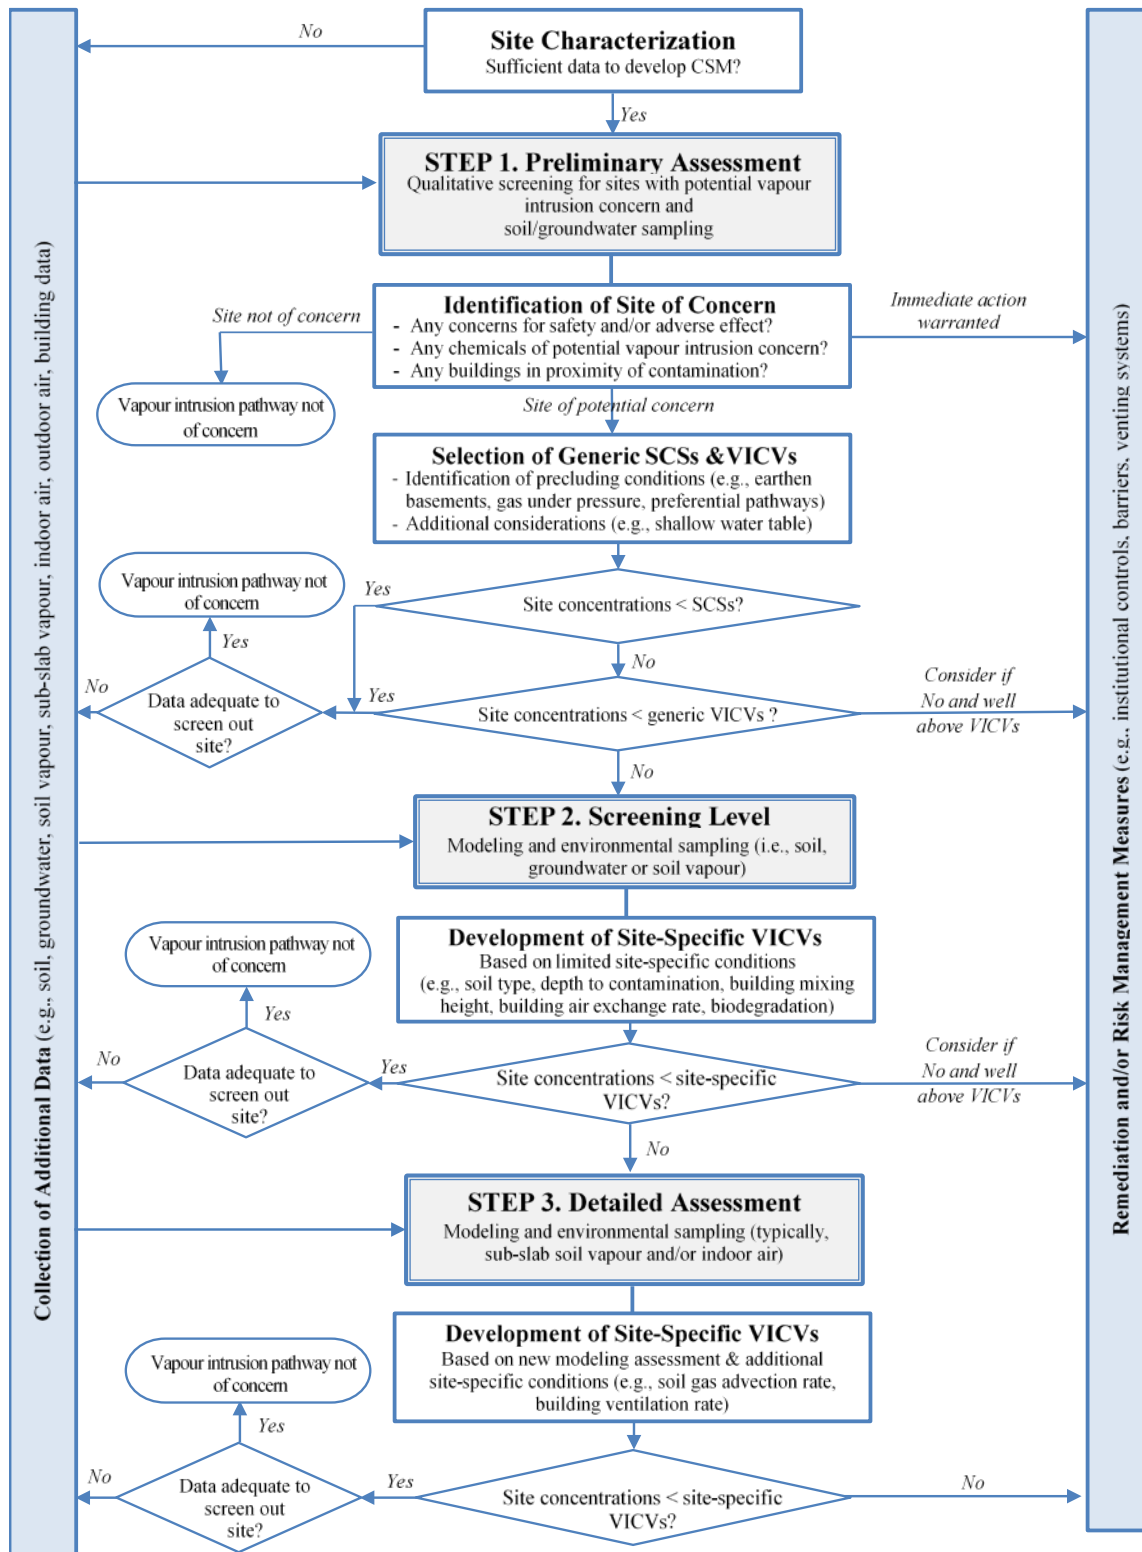 No
Site Characterization
Sufficient data to develop CSM?
Yes
STEP 1. Preliminary Assessment
Qualitative screening for sites with potential vapour
intrusion concern and
soil/groundwater sampling
Identification of Site of Concern
- Any concerns for safety and/or adverse effect?
- Any chemicals of potential vapour intrusion concern?
- Any buildings in proximity of contamination?
Site not of concern
Immediate action
warranted
Vapour intrusion pathway not
of concern
Site of potential concern
Selection of Generic SCSs &VICVs
- Identification of precluding conditions (e.g., earthen
basements, gas under pressure, preferential pathways)
- Additional considerations (e.g., shallow water table)
Vapour intrusion pathway not
of concern
Yes
Site concentrations < SCSs?
Yes
No
No
Data adequate to
screen out
site?
Yes
Site concentrations < generic VICVs ?
Consider if
No and well
above VICVs
No
STEP 2. Screening Level
Modeling and environmental sampling (i.e., soil,
groundwater or soil vapour)
Development of Site-Specific VICVs
Based on limited site-specific conditions
(e.g., soil type, depth to contamination, building mixing
height, building air exchange rate, biodegradation)
Vapour intrusion pathway not
of concern
Yes
No
Data adequate to
screen out
site?
Yes
Site concentrations < site-specific
VICVs?
Consider if
No and well
above VICVs
No
STEP 3. Detailed Assessment
Modeling and environmental sampling (typically,
sub-slab soil vapour and/or indoor air)
Development of Site-Specific VICVs
Based on new modeling assessment & additional
site-specific conditions (e.g., soil gas advection rate,
building ventilation rate)
Vapour intrusion pathway not
of concern
Yes
No
Data adequate to
screen out
site?
Yes
Site concentrations < site-specific
VICVs?
No
Collection of Additional Data (e.g., soil, groundwater, soil vapour, sub-slab vapour, indoor air, outdoor air, building data)
Remediation and/or Risk Management Measures (e.g., institutional controls, barriers, venting systems)